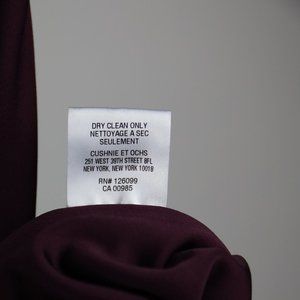 DRY CLEAN ONLY
NETTOYAGE A SEC
SEULEMENT
CUSHNIE ET OCHS
251 WEST 39TH STREET 8FL
NEW YORK, NEW YORK 10018
RN# 126099
CA 00985